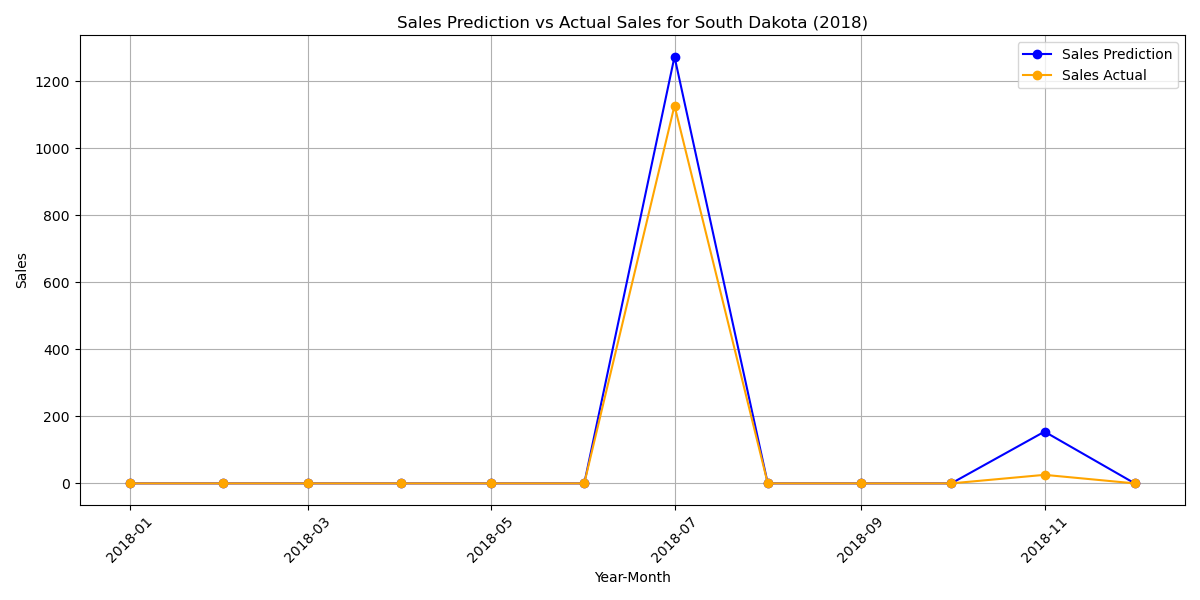 Sales Prediction vs Actual Sales for South Dakota (2018)
Sales Prediction
Sales Actual
1200
1000
800
600
400
200
0
Sales
2018-01
2018-03
2018-05
2018-07
2018-09
2018-11
Year-Month